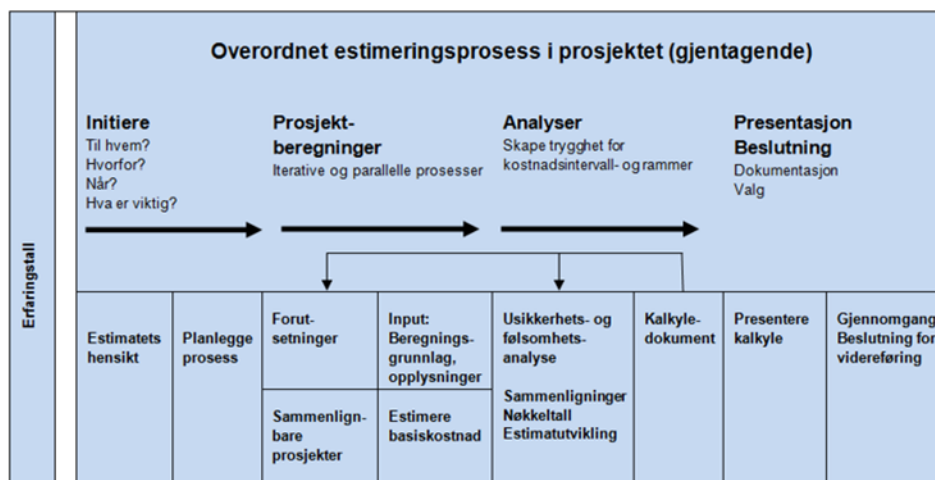 Erfaringstall
Overordnet estimeringsprosess i prosjektet (gjentagende)
Initiere
Til hvem?
Hvorfor?
Når?
Hva er viktig?
Prosjekt-
beregninger
Iterative og parallelle prosesser
Analyser
Skape trygghet for
kostnadsintervall- og rammer
Presentasjon
Beslutning
Dokumentasjon
Valg
Estimatets
hensikt
Planlegge
prosess
Forut-
setninger
Sammenlign-
bare
prosjekter
Input:
Beregnings-
grunnlag,
opplysninger
Estimere
basiskostnad
Usikkerhets- og
følsomhets-
analyse
Sammenligninger
Nøkkeltall
Estimatutvikling
Kalkyle-
dokument
Presentere
kalkyle
Gjennomgang
Beslutning for
videreføring